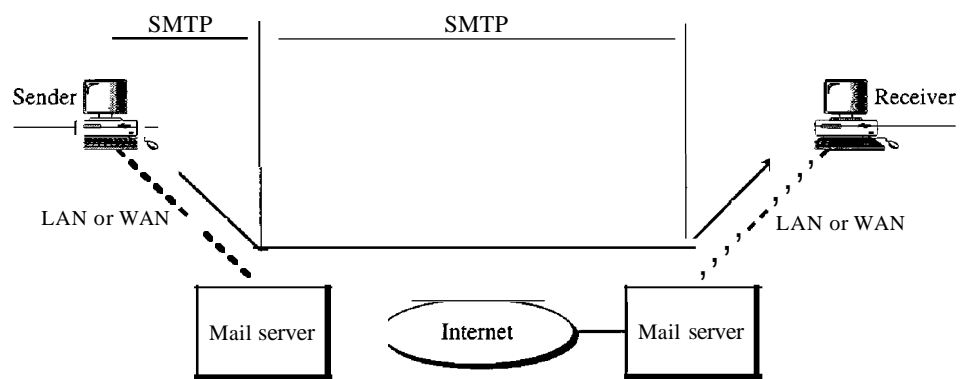 SMTP SMTP
Sender Receiver
LAN or WAN LAN or WAN
Mail server Internet Mail server